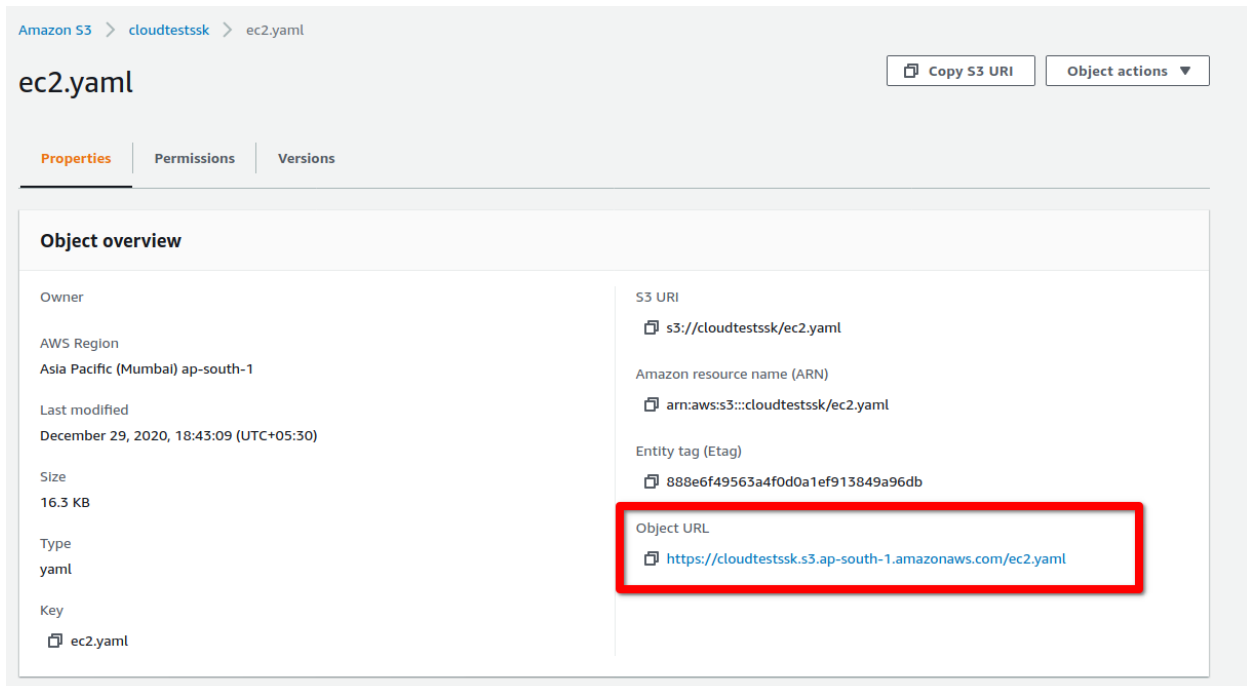 Amazon S3 > cloudtestssk > ec2.yaml
ec2.yaml
Copy S3 URI
Object actions ▼
Properties
Permissions
Versions
Object overview
Owner
AWS Region
Asia Pacific (Mumbai) ap-south-1
Last modified
December 29, 2020, 18:43:09 (UTC+05:30)
Size
16.3 KB
Type
yaml
Key
ec2.yaml
S3 URI
s3://cloudtestssk/ec2.yaml
Amazon resource name (ARN)
arn:aws:s3:::cloudtestssk/ec2.yaml
Entity tag (Etag)
888e6f49563a4f0d0a1ef913849a96db
Object URL
https://cloudtestssk.s3.ap-south-1.amazonaws.com/ec2.yaml